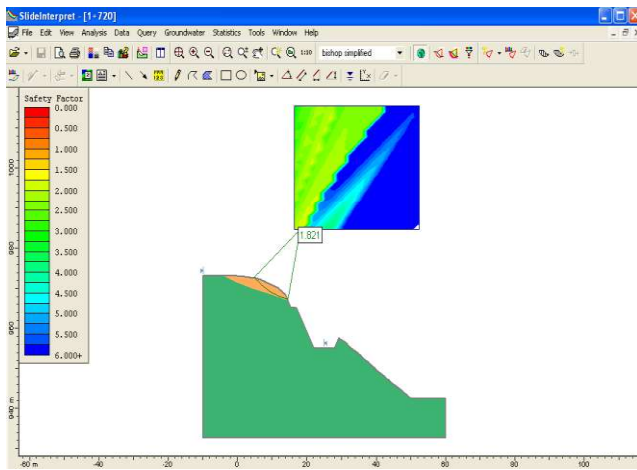 SlideInterpret - [1+720]
File Edit View Analysis Data Query Groundwater Statistics Tools Window Help
1:10 bishop simplified
Safety Factor
0.000
0.500
1.000
1.500
2.000
2.500
3.000
3.500
4.000
4.500
5.000
5.500
6.000+
1.821
1000
980
960
940 m
-60 m -40 -20 0 20 40 60 80 100